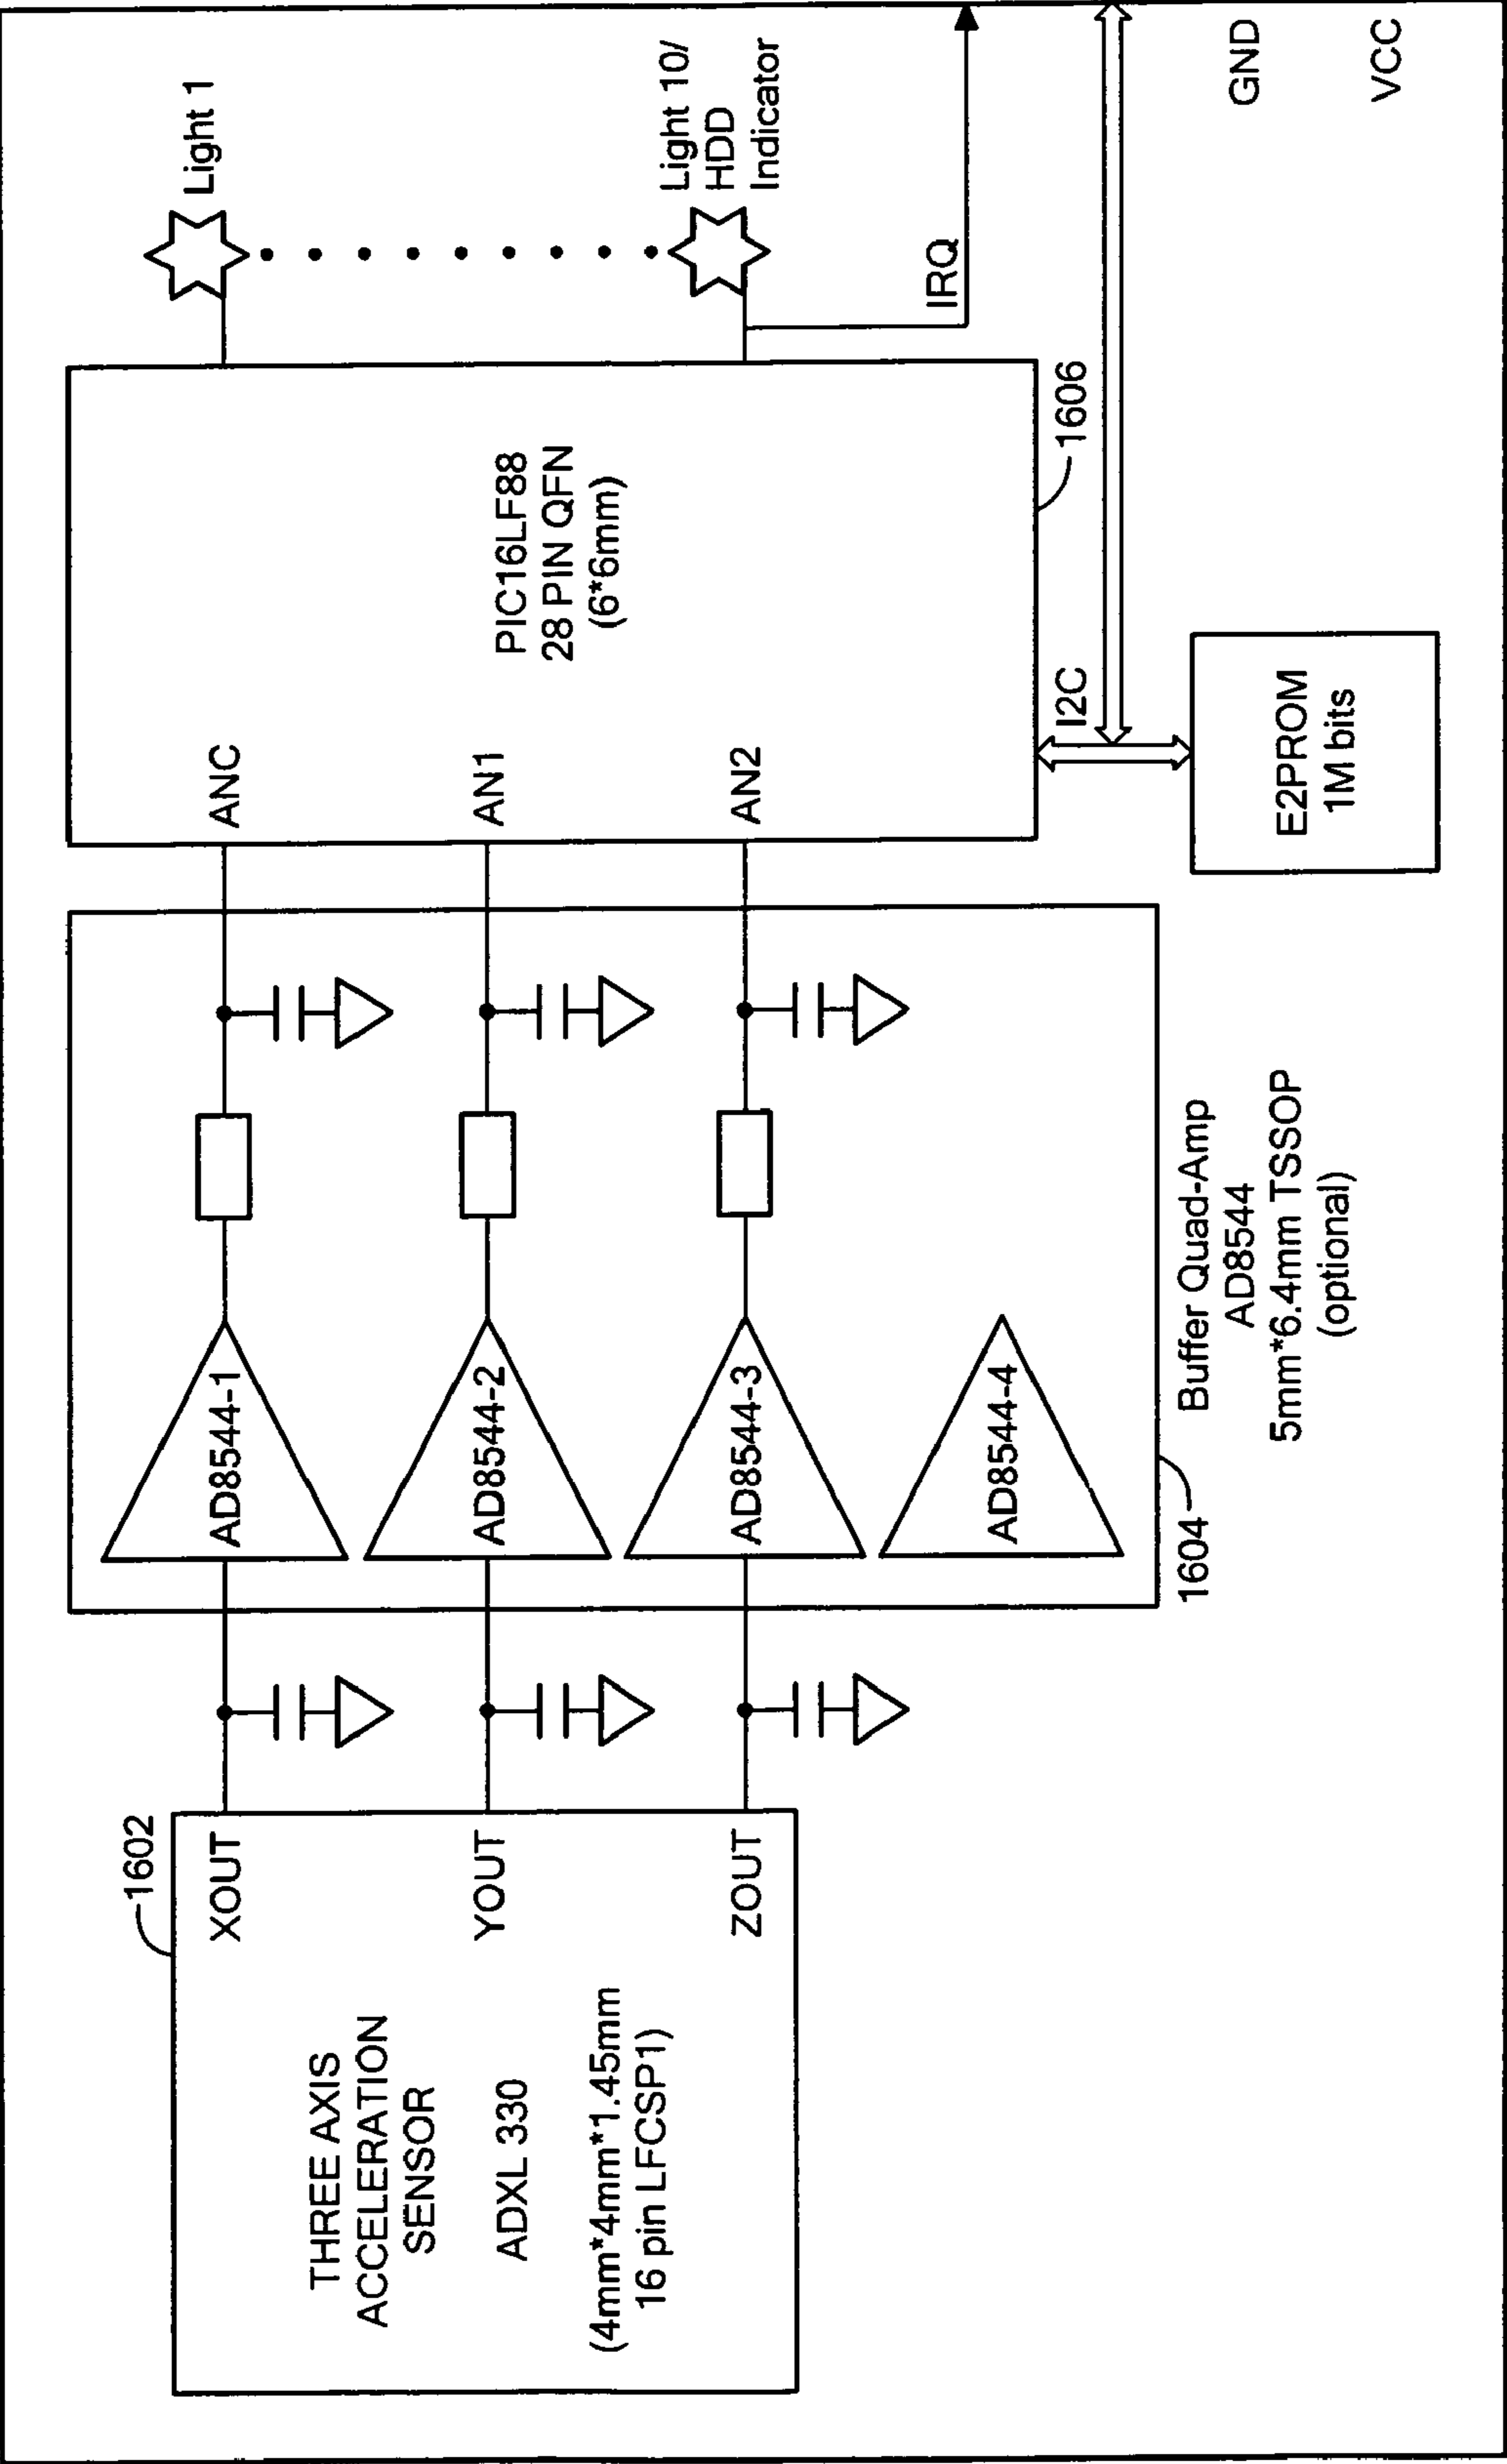 1602
THREE AXIS
ACCELERATION
SENSOR
ADXL 330
(4mm*4mm*1.45mm
16 pin LFCSP1)
XOUT
YOUT
ZOUT
AD8544-1
AD8544-2
AD8544-3
AD8544-4
1604
Buffer Quad-Amp
AD8544
5mm*6.4mm TSSOP
(optional)
ANC
AN1
AN2
PIC16LF88
28 PIN QFN
(6*6mm)
1606
I2C
E2PROM
1M bits
Light 1
Light 10/
HDD
Indicator
IRQ
GND
VCC